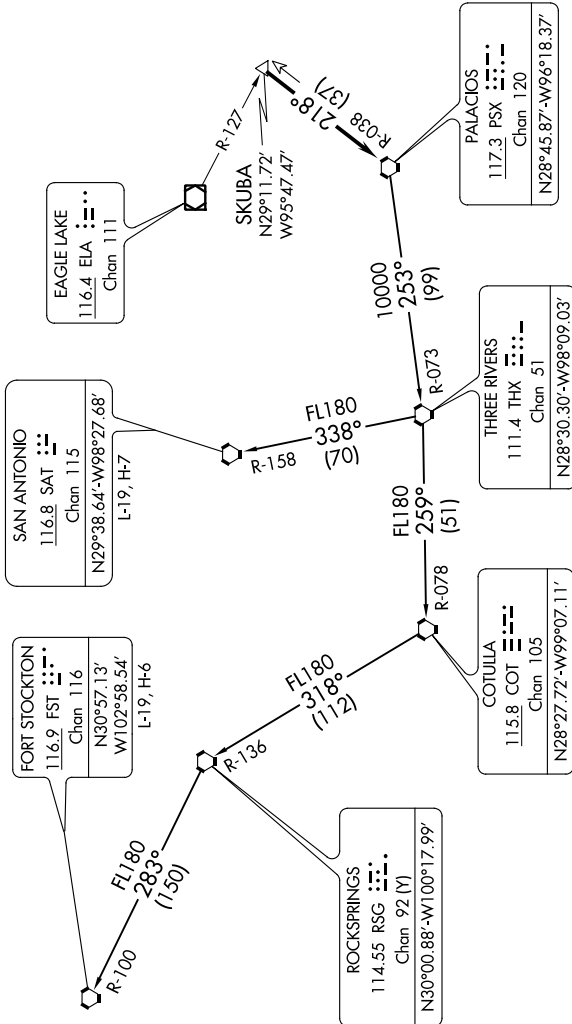 FORT STOCKTON
116.9 FST
Chan 116
N30°57.13′
W102°58.54′
L-19, H-6
SAN ANTONIO
116.8 SAT
Chan 115
N29°38.64′-W98°27.68′
L-19, H-7
EAGLE LAKE
116.4 ELA
Chan 111
R-127
SKUBA
N29°11.72′
W95°47.47′
218°
(37)
R-038
PALACIOS
117.3 PSX
Chan 120
N28°45.87′-W96°18.37′
10000
253°
(99)
R-073
THREE RIVERS
111.4 THX
Chan 51
N28°30.30′-W98°09.03′
FL180
338°
(70)
R-158
FL180
259°
(51)
R-078
COTULLA
115.8 COT
Chan 105
N28°27.72′-W99°07.11′
FL180
318°
(112)
R-136
ROCKSPRINGS
114.55 RSG
Chan 92 (Y)
N30°00.88′-W100°17.99′
FL180
283°
(150)
R-100